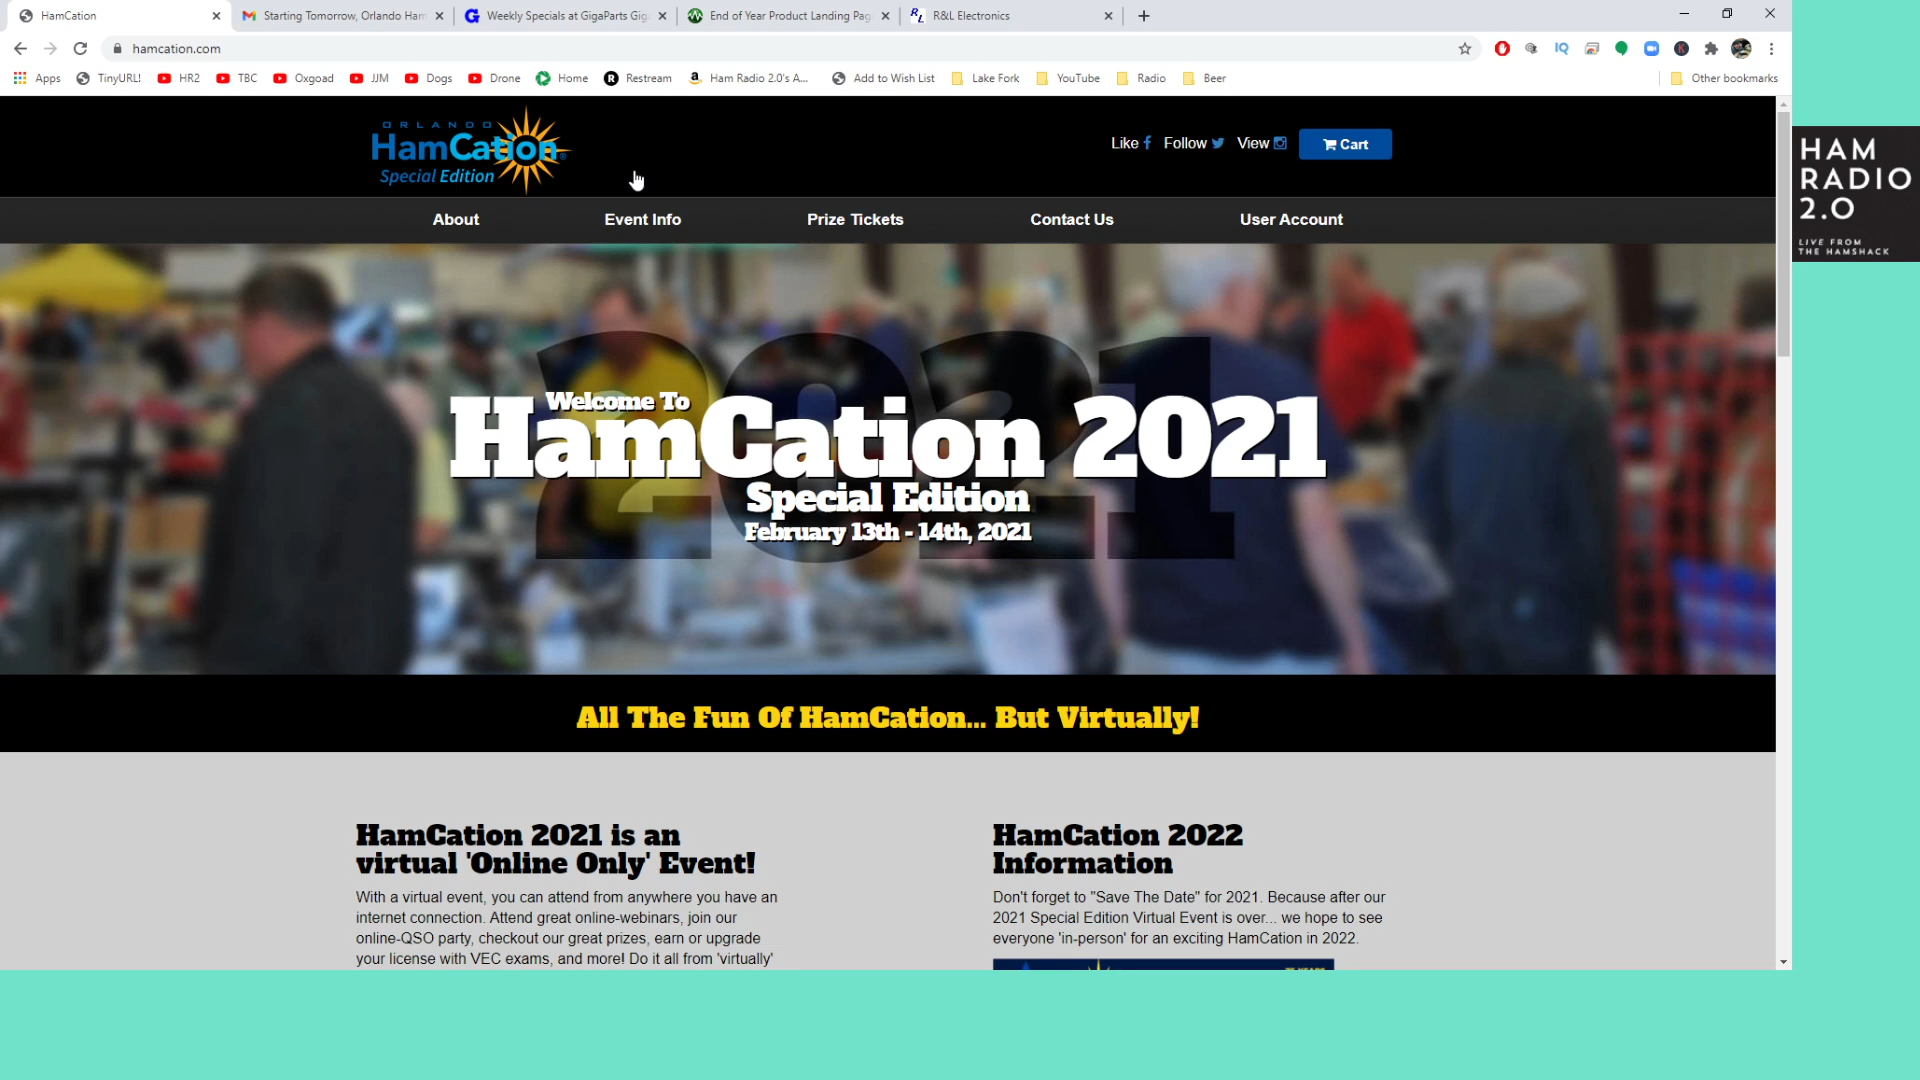 HamCation
Starting Tomorrow, Orlando Ham
Weekly Specials at GigaParts Gig
End of Year Product Landing Pag
R&L Electronics
hamcation.com
Apps
TinyURL!
HR2
TBC
Oxgoad
JJM
Dogs
Drone
Home
Restream
Ham Radio 2.0's A...
Add to Wish List
Lake Fork
YouTube
Radio
Beer
Other bookmarks
ORLANDO
HamCation®
Special Edition
Like
Follow
View
Cart
HAM
RADIO
2.0
LIVE FROM
THE HAMSHACK
About
Event Info
Prize Tickets
Contact Us
User Account
2021
Welcome To
HamCation 2021
Special Edition
February 13th - 14th, 2021
All The Fun Of HamCation... But Virtually!
HamCation 2021 is an
virtual 'Online Only' Event!
With a virtual event, you can attend from anywhere you have an
internet connection. Attend great online-webinars, join our
online-QSO party, checkout our great prizes, earn or upgrade
your license with VEC exams, and more! Do it all from 'virtually'
HamCation 2022
Information
Don't forget to "Save The Date" for 2021. Because after our
2021 Special Edition Virtual Event is over... we hope to see
everyone 'in-person' for an exciting HamCation in 2022.